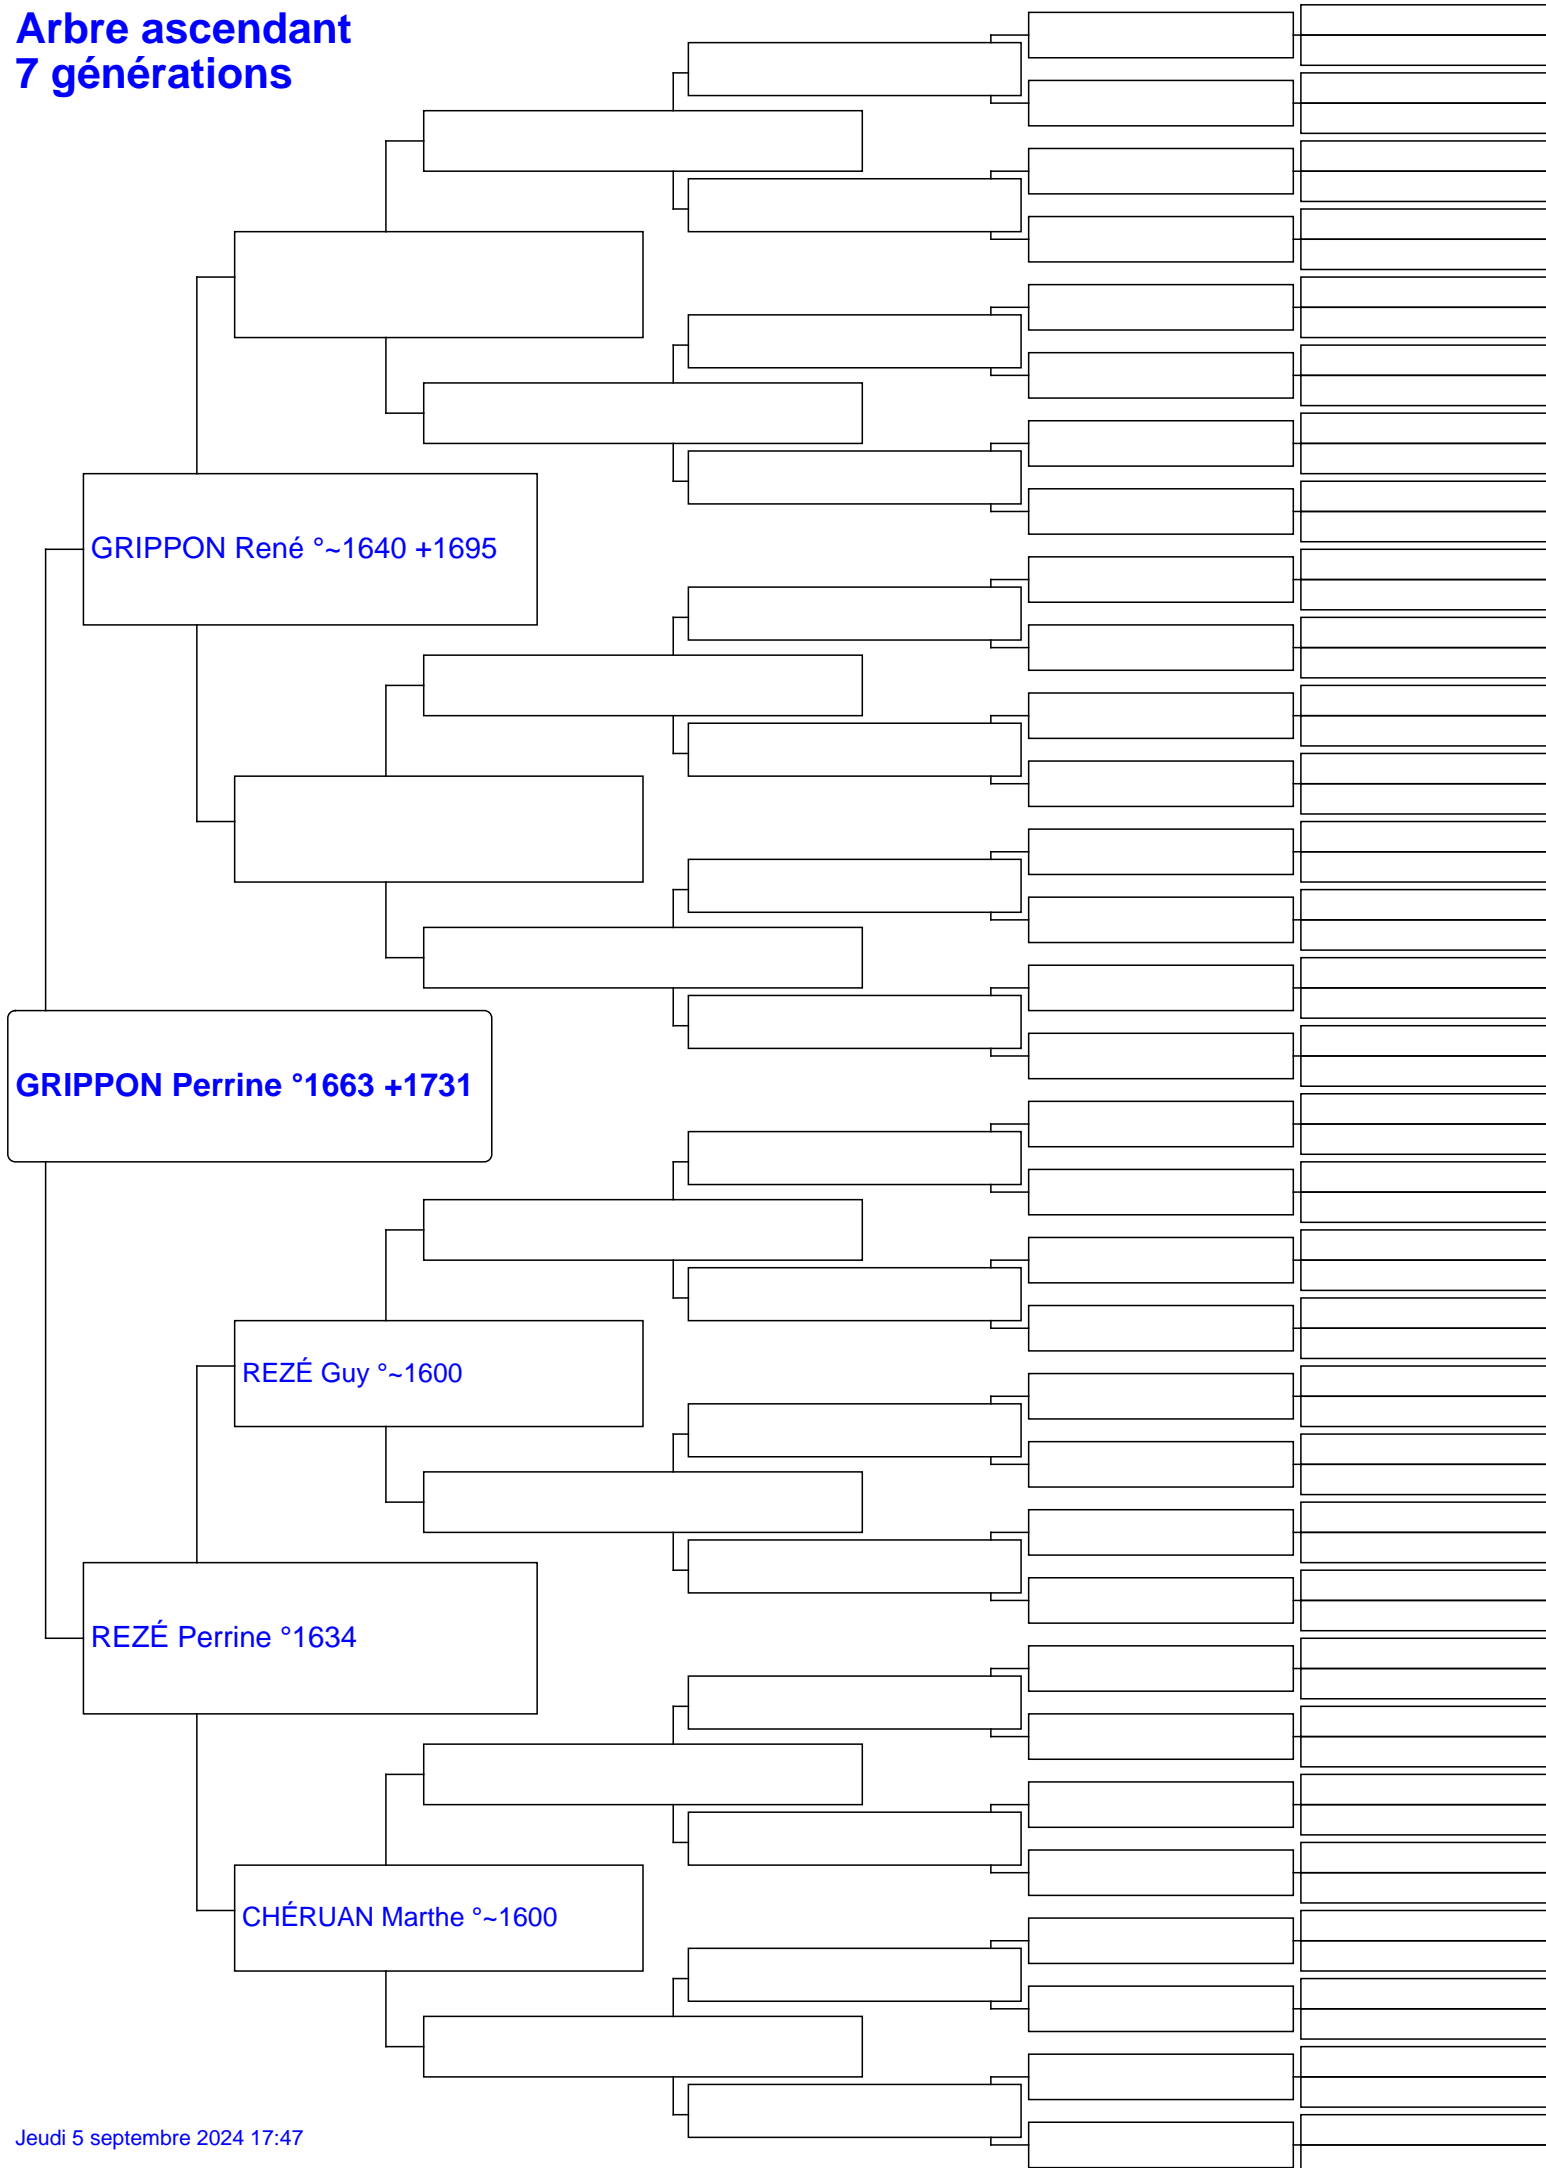 Arbre ascendant
7 générations
GRIPPON René °~1640 +1695
GRIPPON Perrine °1663 +1731
REZÉ Guy °~1600
REZÉ Perrine °1634
CHÉRUAN Marthe °~1600
Jeudi 5 septembre 2024 17:47